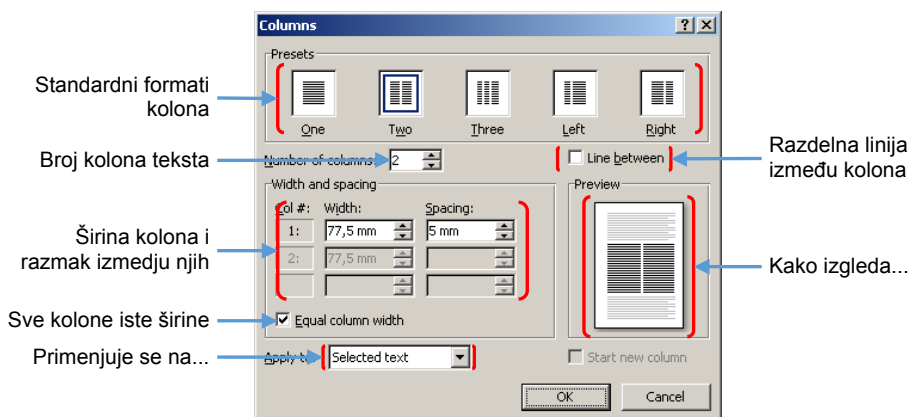 Columns
Presets
One
Two
Three
Left
Right
Standardni formati
kolona
Broj kolona teksta
Number of columns: 2
Line between
Razdelna linija
između kolona
Width and spacing
Col #: Width: Spacing:
1: 77,5 mm 5 mm
2: 77,5 mm
Širina kolona i
razmak izmedju njih
Preview
Kako izgleda...
Sve kolone iste širine
Equal column width
Primenjuje se na...
Apply t
Selected text
Start new column
OK
Cancel